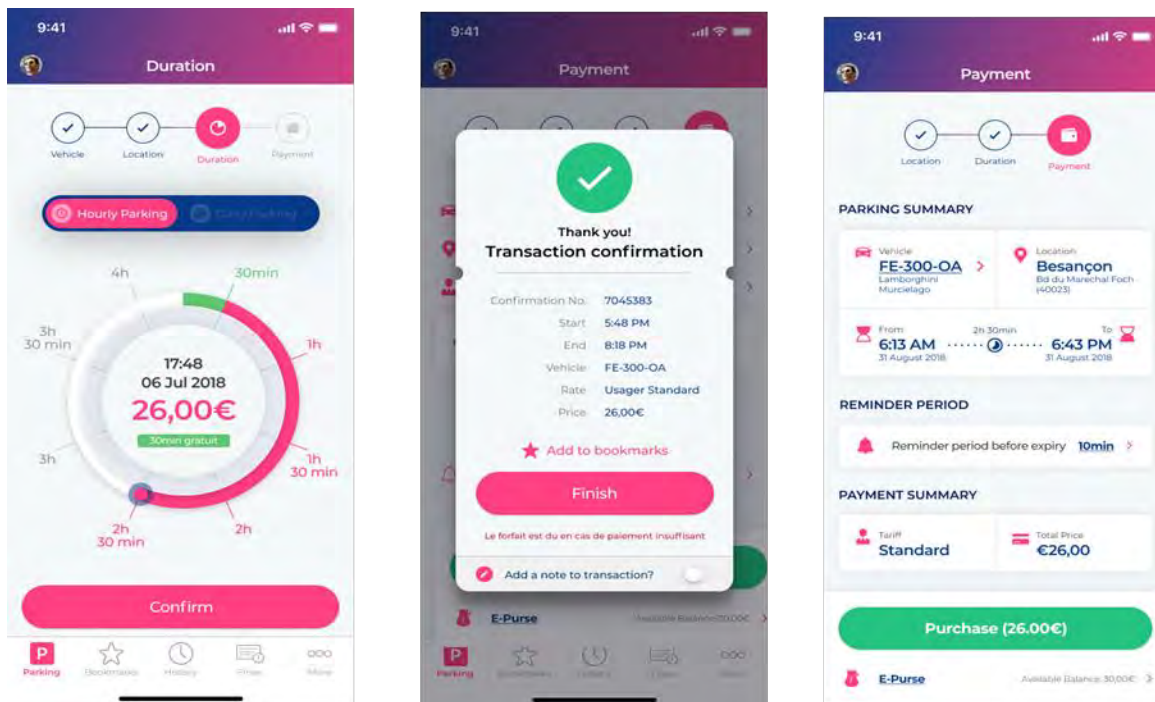 9:41
Duration
Vehicle
Location
Duration
Payment
Hourly Parking
4h
30min
3h
30 min
1h
17:48
06 Jul 2018
26,00€
30min gratuit
3h
1h
30 min
2h
30 min
2h
Confirm
P
Parking
Bookmarks
History
More
9:41
Payment
Thank you!
Transaction confirmation
Confirmation No. 7045383
Start 5:48 PM
End 8:18 PM
Vehicle FE-300-OA
Rate Usager Standard
Price 26,00€
Add to bookmarks
Finish
Le forfait est du en cas de paiement insuffisant
Add a note to transaction?
E-Purse
P
Parking
9:41
Payment
Location
Duration
Payment
PARKING SUMMARY
Vehicle
FE-300-OA
Lamborghini
Murcielago
Location
Besançon
Bd du Marechal Foch
(40023)
From
6:13 AM
31 August 2018
2h 30min
To
6:43 PM
31 August 2018
REMINDER PERIOD
Reminder period before expiry 10min
PAYMENT SUMMARY
Tariff
Standard
Total Price
€26,00
Purchase (26.00€)
E-Purse
Available Balance: 30,00€